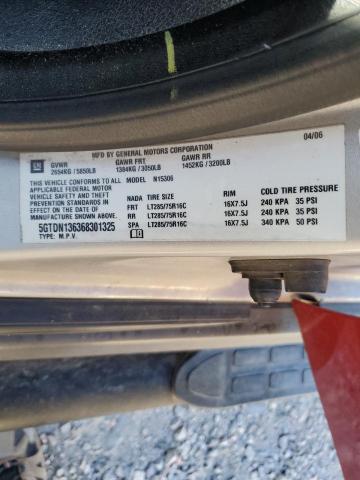 MFD BY GENERAL MOTORS CORPORATION 04/06
GM GVWR GAWR FRT GAWR RR
2654KG / 5850LB 1384KG / 3050LB 1452KG / 3200LB
THIS VEHICLE CONFORMS TO ALL
APPLICABLE FEDERAL MOTOR
VEHICLE SAFETY AND THEFT
PREVENTION STANDARDS IN
EFFECT ON THE DATE OF
MANUFACTURE SHOWN ABOVE.
5GTDN136368301325
TYPE: M.P.V.
MODEL N15306
NADA TIRE SIZE RIM COLD TIRE PRESSURE
FRT LT285/75R16C 16X7.5J 240 KPA 35 PSI
RR LT285/75R16C 16X7.5J 240 KPA 35 PSI
SPA LT285/75R16C 16X7.5J 340 KPA 50 PSI